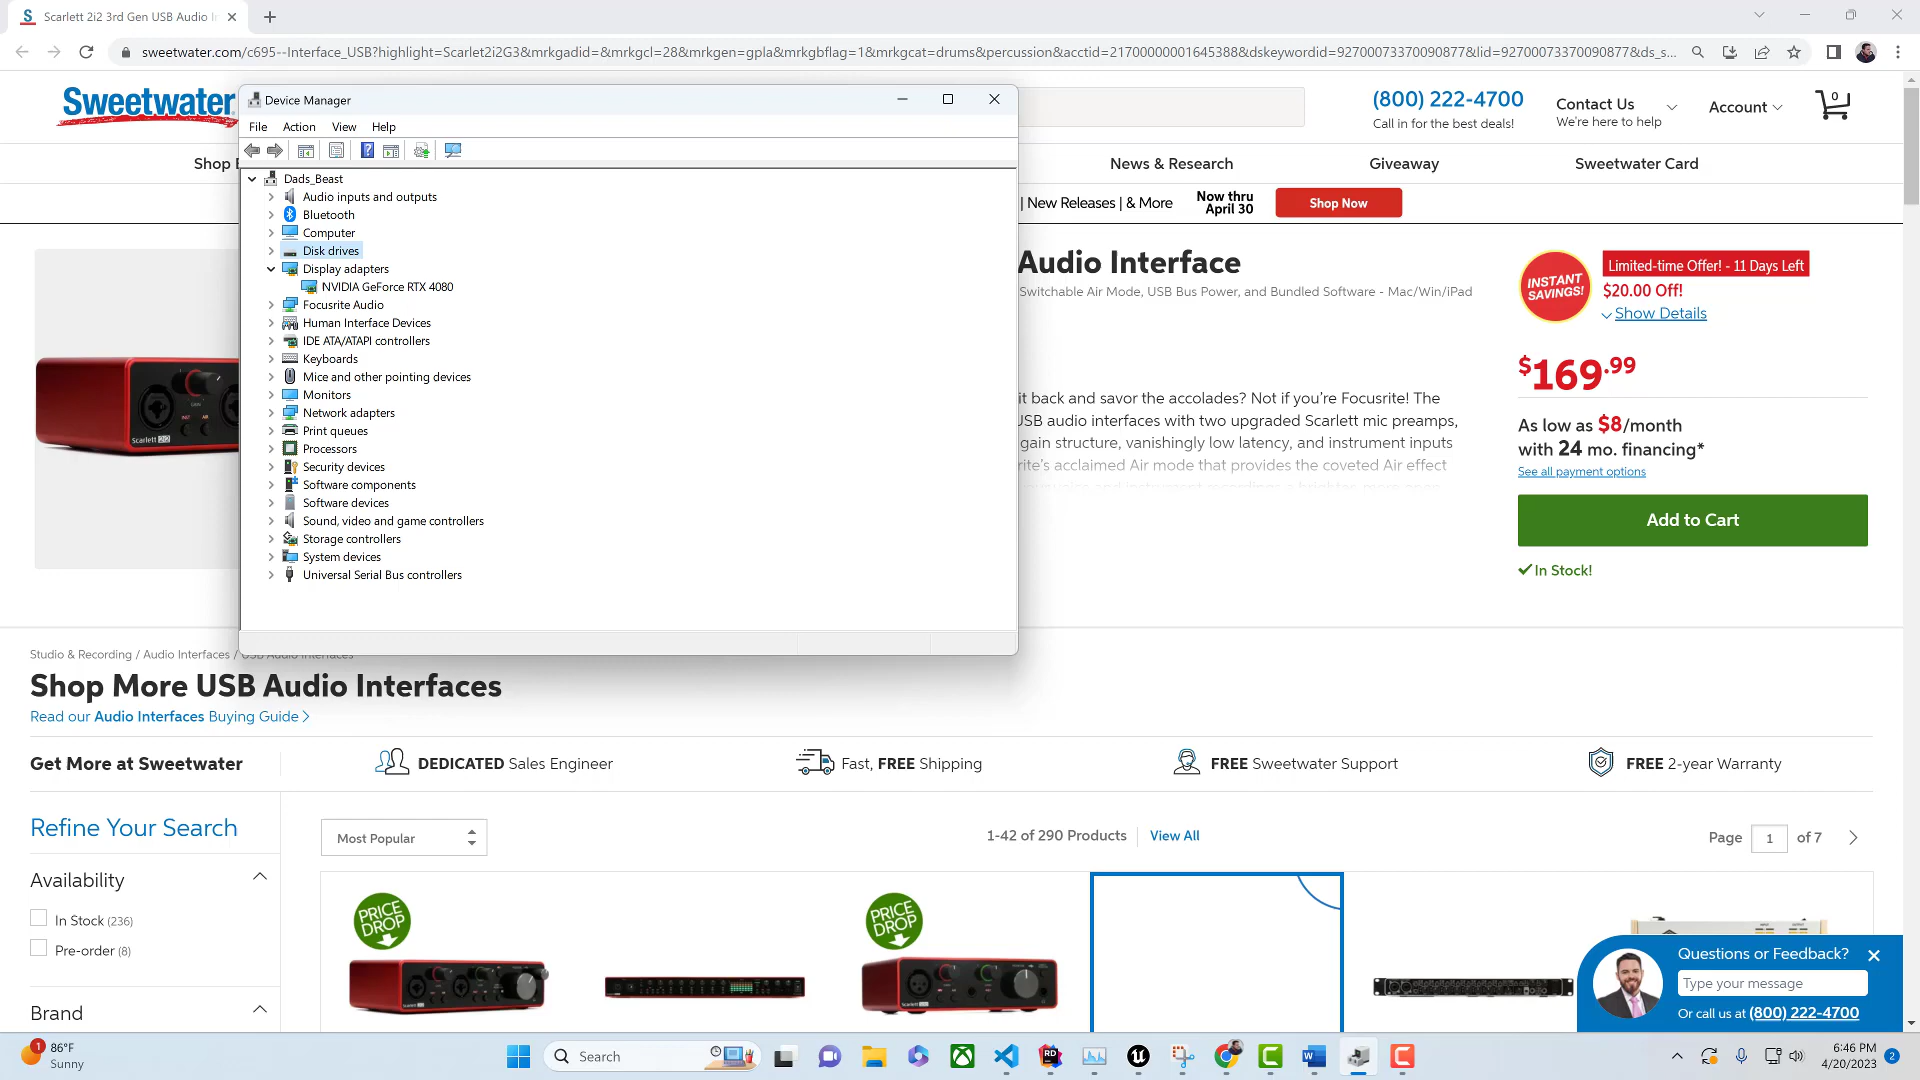 Scarlett 2i2 3rd Gen USB Audio In
sweetwater.com/c695--Interface_USB?highlight=Scarlet2i2G3&mrkgadid=&mrkgcl=28&mrkgen=gpla&mrkgbflag=1&mrkgcat=drums&percussion&acctid=21700000001645388&dskeywordid=92700073370090877&lid=92700073370090877&ds_s...
Sweetwater
(800) 222-4700
Call in for the best deals!
Contact Us
We're here to help
Account
0
Shop
News & Research
Giveaway
Sweetwater Card
| New Releases | & More
Now thru
April 30
Shop Now
Device Manager
File Action View Help
Dads_Beast
Audio inputs and outputs
Bluetooth
Computer
Disk drives
Display adapters
NVIDIA GeForce RTX 4080
Focusrite Audio
Human Interface Devices
IDE ATA/ATAPI controllers
Keyboards
Mice and other pointing devices
Monitors
Network adapters
Print queues
Processors
Security devices
Software components
Software devices
Sound, video and game controllers
Storage controllers
System devices
Universal Serial Bus controllers
Scarlett 2i2
Audio Interface
Switchable Air Mode, USB Bus Power, and Bundled Software - Mac/Win/iPad
it back and savor the accolades? Not if you're Focusrite! The
USB audio interfaces with two upgraded Scarlett mic preamps,
gain structure, vanishingly low latency, and instrument inputs
rite's acclaimed Air mode that provides the coveted Air effect
INSTANT
SAVINGS!
Limited-time Offer! - 11 Days Left
$20.00 Off!
Show Details
$169.99
As low as $8/month
with 24 mo. financing*
See all payment options
Add to Cart
In Stock!
Studio & Recording / Audio Interfaces / USB Audio Interfaces
Shop More USB Audio Interfaces
Read our Audio Interfaces Buying Guide
Get More at Sweetwater
DEDICATED Sales Engineer
Fast, FREE Shipping
FREE Sweetwater Support
FREE 2-year Warranty
Refine Your Search
Most Popular
1-42 of 290 Products
View All
Page 1 of 7
Availability
In Stock (236)
Pre-order (8)
Brand
PRICE
DROP
PRICE
DROP
Questions or Feedback?
Type your message
Or call us at (800) 222-4700
1
86°F
Sunny
Search
6:46 PM
4/20/2023
2